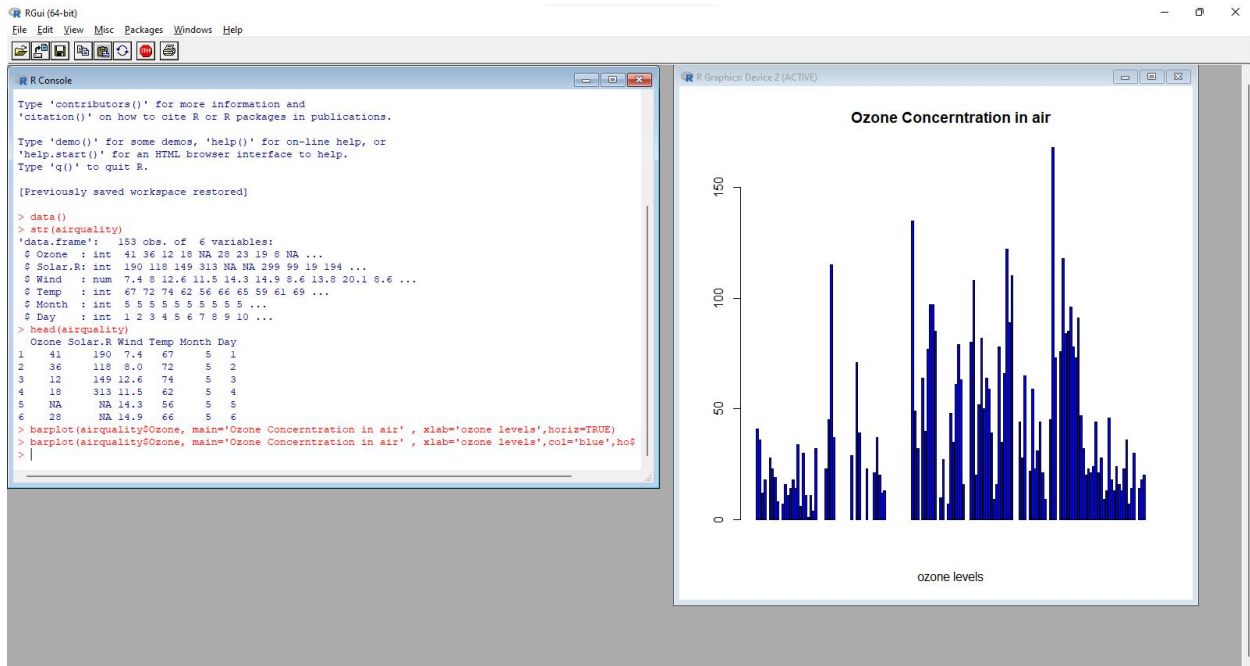 RGui (64-bit)
File Edit View Misc Packages Windows Help
STOP
R Console
Type 'contributors()' for more information and
'citation()' on how to cite R or R packages in publications.
Type 'demo()' for some demos, 'help()' for on-line help, or
'help.start()' for an HTML browser interface to help.
Type 'q()' to quit R.
[Previously saved workspace restored]
> data()
> str(airquality)
'data.frame':   153 obs. of  6 variables:
 $ Ozone  : int  41 36 12 18 NA 28 23 19 8 NA ...
 $ Solar.R: int  190 118 149 313 NA NA 299 99 19 194 ...
 $ Wind   : num  7.4 8 12.6 11.5 14.3 14.9 8.6 13.8 20.1 8.6 ...
 $ Temp   : int  67 72 74 62 56 66 65 59 61 69 ...
 $ Month  : int  5 5 5 5 5 5 5 5 5 5 ...
 $ Day    : int  1 2 3 4 5 6 7 8 9 10 ...
> head(airquality)
  Ozone Solar.R Wind Temp Month Day
1    41     190  7.4   67     5   1
2    36     118  8.0   72     5   2
3    12     149 12.6   74     5   3
4    18     313 11.5   62     5   4
5    NA      NA 14.3   56     5   5
6    28      NA 14.9   66     5   6
> barplot(airquality$Ozone, main='Ozone Concerntration in air' , xlab='ozone levels',horiz=TRUE)
> barplot(airquality$Ozone, main='Ozone Concerntration in air' , xlab='ozone levels',col='blue',ho$
>
R Graphics: Device 2 (ACTIVE)
Ozone Concerntration in air
150
100
50
0
ozone levels